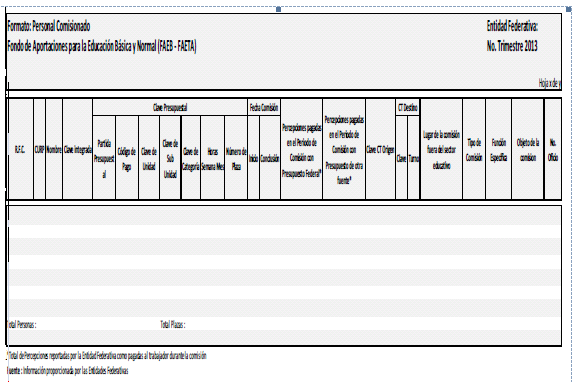 Formato: Personal Comisionado
Entidad Federativa:
Fondo de Aportaciones para la Educación Básica y Normal (FAEB - FAETA)
No. Trimestre 2013
Hoja x de y
Clave Presupuestal
Fecha Comisión
CT Destino
R.F.C.
CURP
Nombre
Clave Integrada
Partida Presupuestal
Código de Pago
Clave de Unidad
Clave de Sub Unidad
Clave de Categoría
Horas Semana Mes
Número de Plaza
Inicio
Conclusión
Percepciones pagadas en el Periodo de Comisión con Presupuesto Federal*
Percepciones pagadas en el Periodo de Comisión con Presupuesto de otra fuente*
Clave CT Origen
Clave
Turno
Lugar de la comisión fuera del sector educativo
Tipo de Comisión
Función Específica
Objeto de la comision
No. Oficio
Total Personas :
Total Plazas :
Total de Percepciones reportadas por la Entidad Federativa como pagadas al trabajador durante la comisión
Fuente : Información proporcionada por las Entidades Federativas